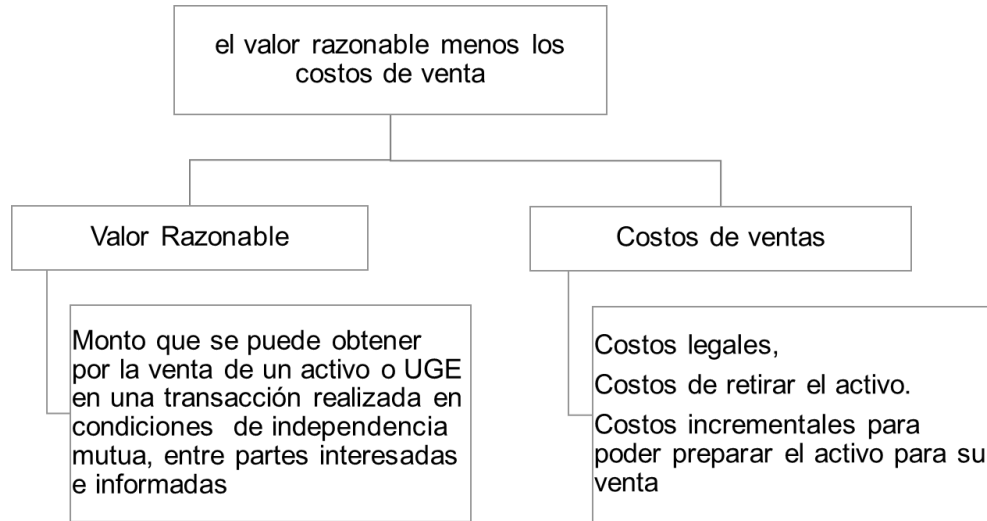 el valor razonable menos los
costos de venta
Valor Razonable
Costos de ventas
Monto que se puede obtener
por la venta de un activo o UGE
en una transacción realizada en
condiciones de independencia
mutua, entre partes interesadas
e informadas
Costos legales,
Costos de retirar el activo.
Costos incrementales para
poder preparar el activo para su
venta